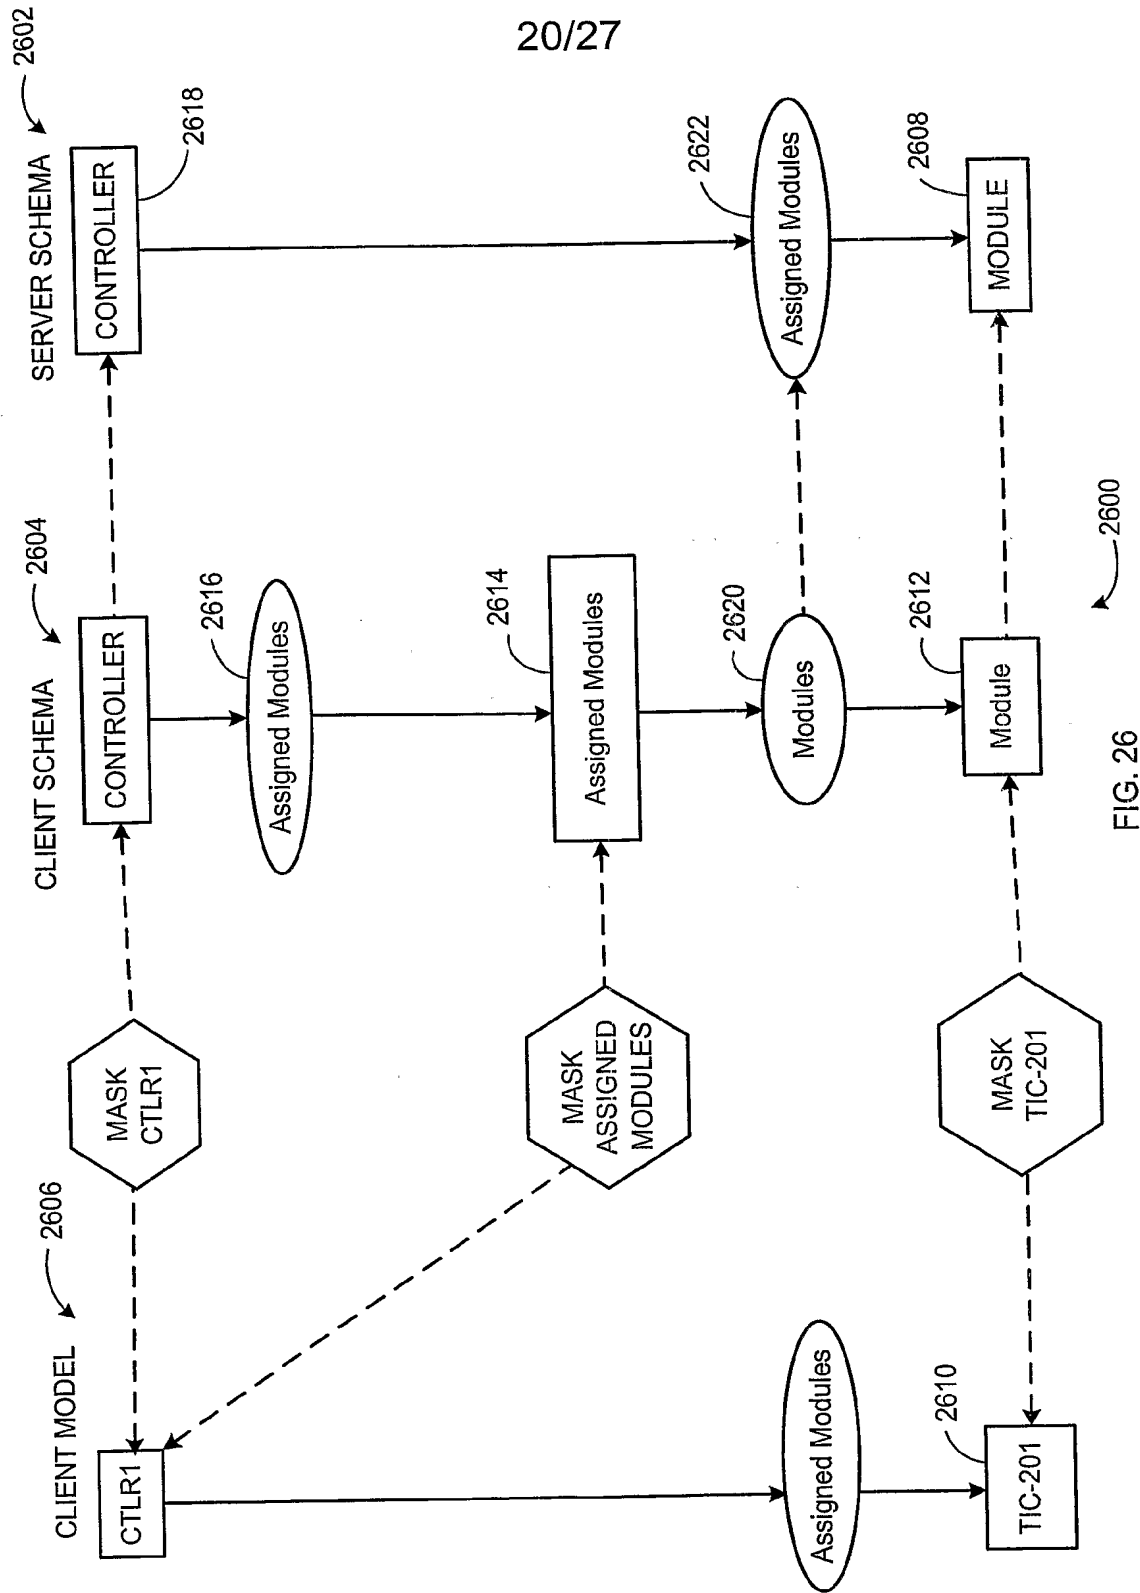 20/27
CLIENT MODEL
2606
CTLR1
Assigned Modules
2610
TIC-201
MASK
CTLR1
MASK
ASSIGNED
MODULES
MASK
TIC-201
CLIENT SCHEMA
2604
CONTROLLER
2616
Assigned Modules
2614
Assigned Modules
2620
Modules
2612
Module
SERVER SCHEMA
2602
CONTROLLER
2618
2622
Assigned Modules
2608
MODULE
2600
FIG. 26